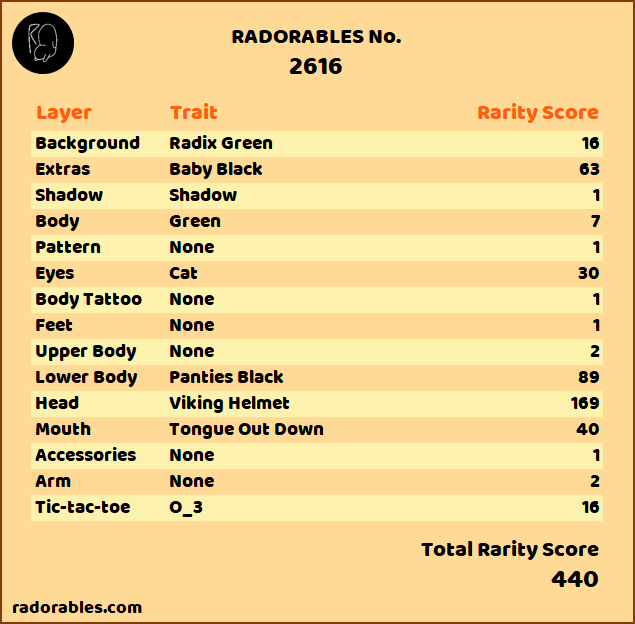 RADORABLES No.
2616
Layer Trait Rarity Score
Background Radix Green 16
Extras Baby Black 63
Shadow Shadow 1
Body Green 7
Pattern None 1
Eyes Cat 30
Body Tattoo None 1
Feet None 1
Upper Body None 2
Lower Body Panties Black 89
Head Viking Helmet 169
Mouth Tongue Out Down 40
Accessories None 1
Arm None 2
Tic-tac-toe O_3 16
Total Rarity Score
440
radorables.com